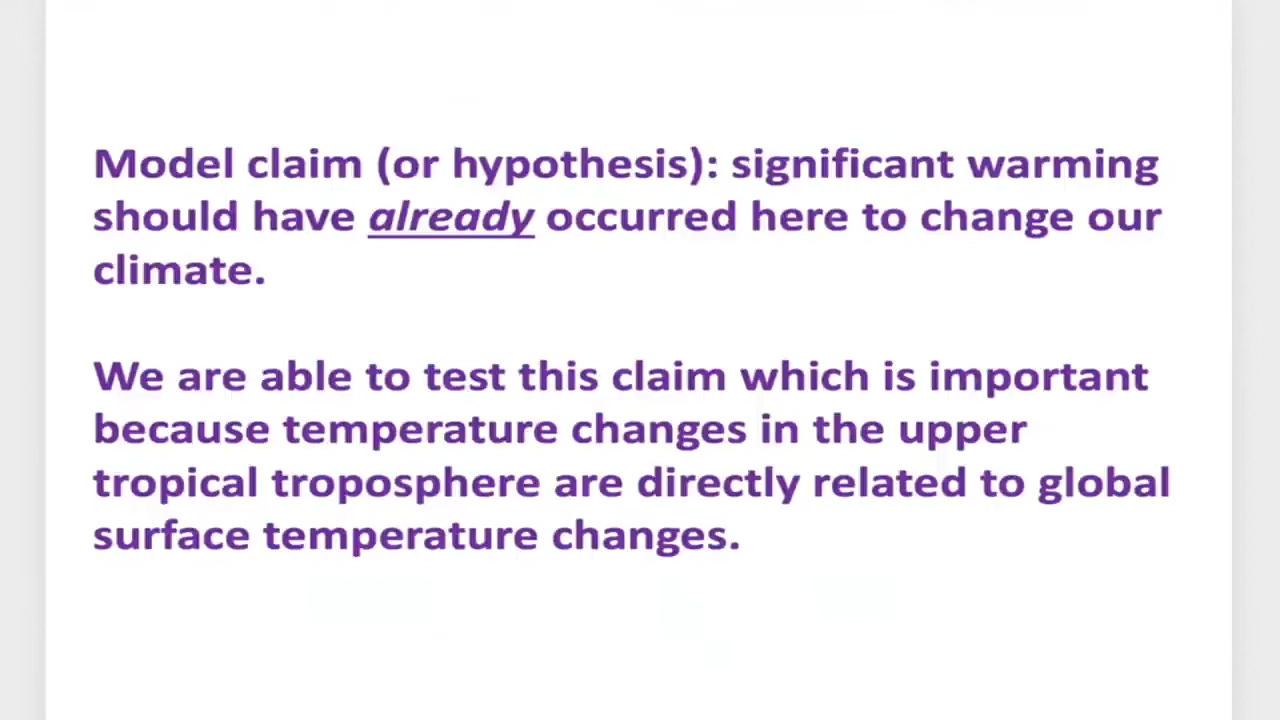 Model claim (or hypothesis): significant warming
should have already occurred here to change our
climate.
We are able to test this claim which is important
because temperature changes in the upper
tropical troposphere are directly related to global
surface temperature changes.